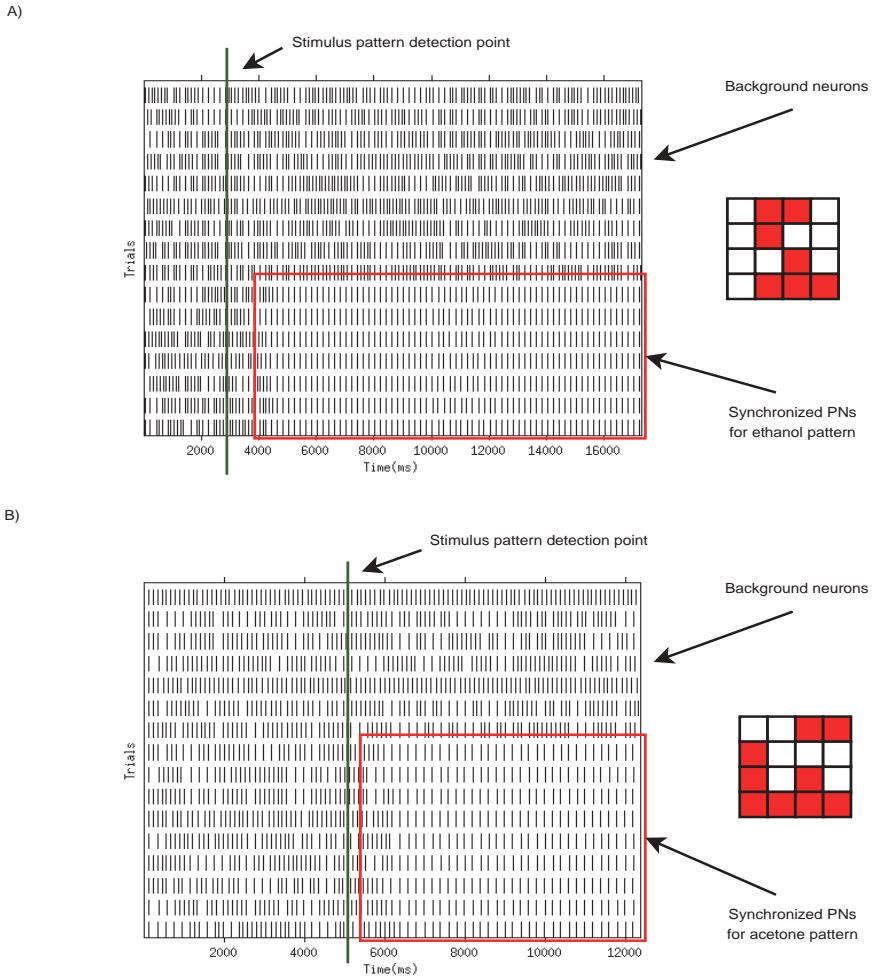 A)
Stimulus pattern detection point
Background neurons
Trials
Synchronized PNs
for ethanol pattern
2000 4000 6000 8000 10000 12000 14000 16000
Time(ms)
B)
Stimulus pattern detection point
Background neurons
Trials
Synchronized PNs
for acetone pattern
2000 4000 6000 8000 10000 12000
Time(ms)